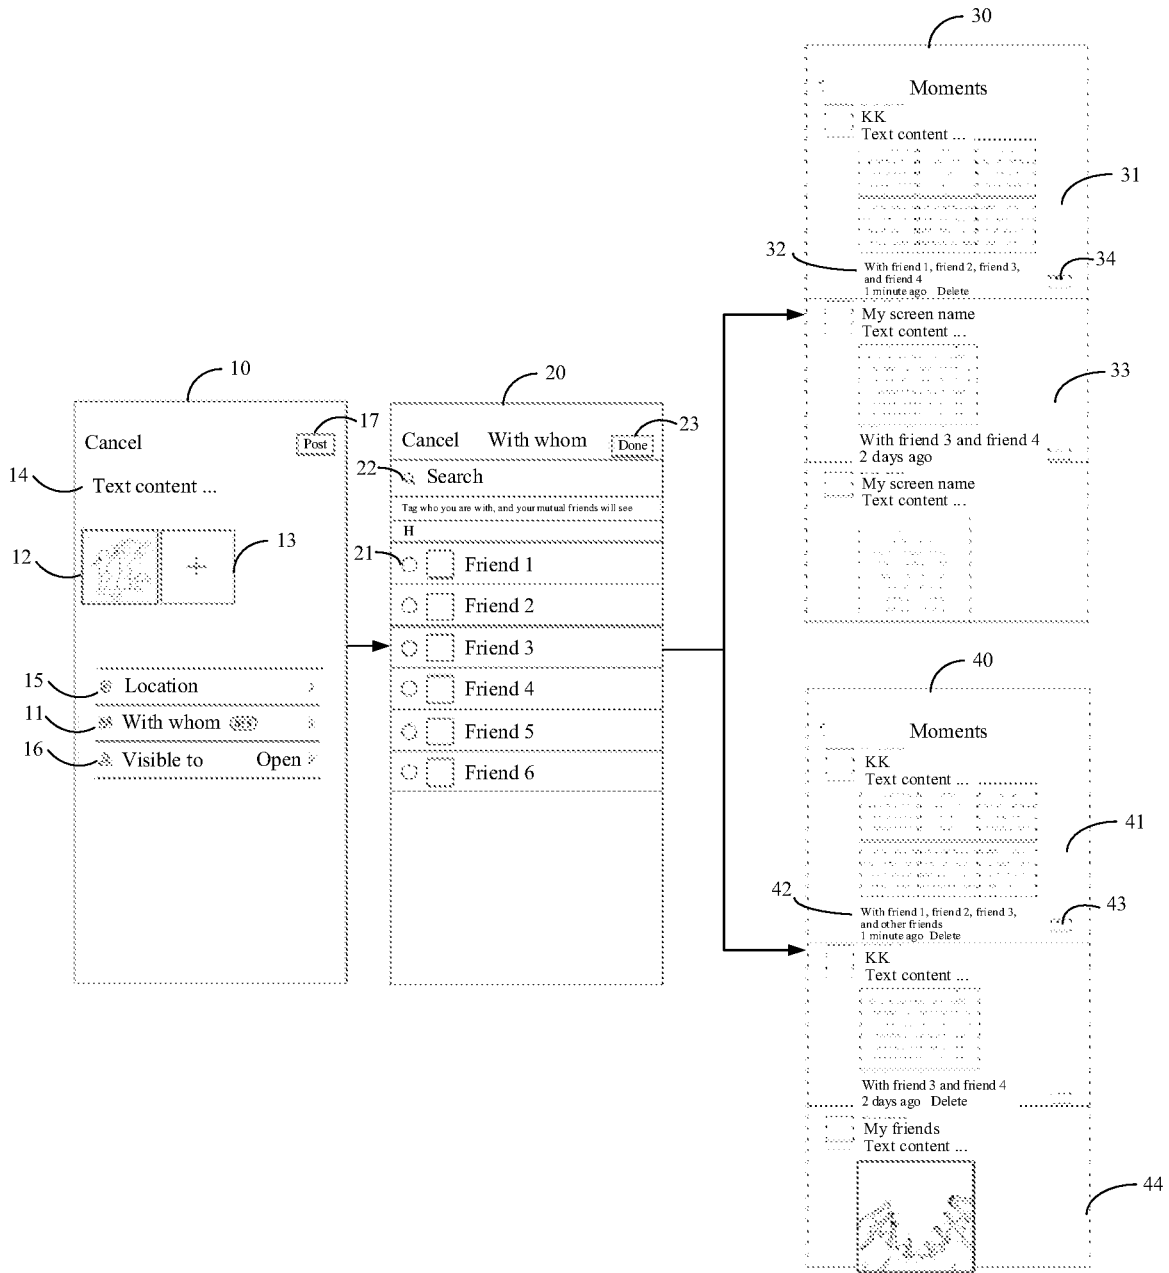 10
Cancel
17
Post
14
Text content ...
12
13
15
Location
11
With whom
16
Visible to Open
20
Cancel With whom
23
Done
22
Search
Tag who you are with, and your mutual friends will see
H
21
Friend 1
Friend 2
Friend 3
Friend 4
Friend 5
Friend 6
30
Moments
KK
Text content ...
31
32
With friend 1, friend 2, friend 3,
and friend 4
1 minute ago Delete
34
My screen name
Text content ...
33
With friend 3 and friend 4
2 days ago
My screen name
Text content ...
40
Moments
KK
Text content ...
41
42
With friend 1, friend 2, friend 3,
and other friends
1 minute ago Delete
43
KK
Text content ...
With friend 3 and friend 4
2 days ago Delete
My friends
Text content ...
44